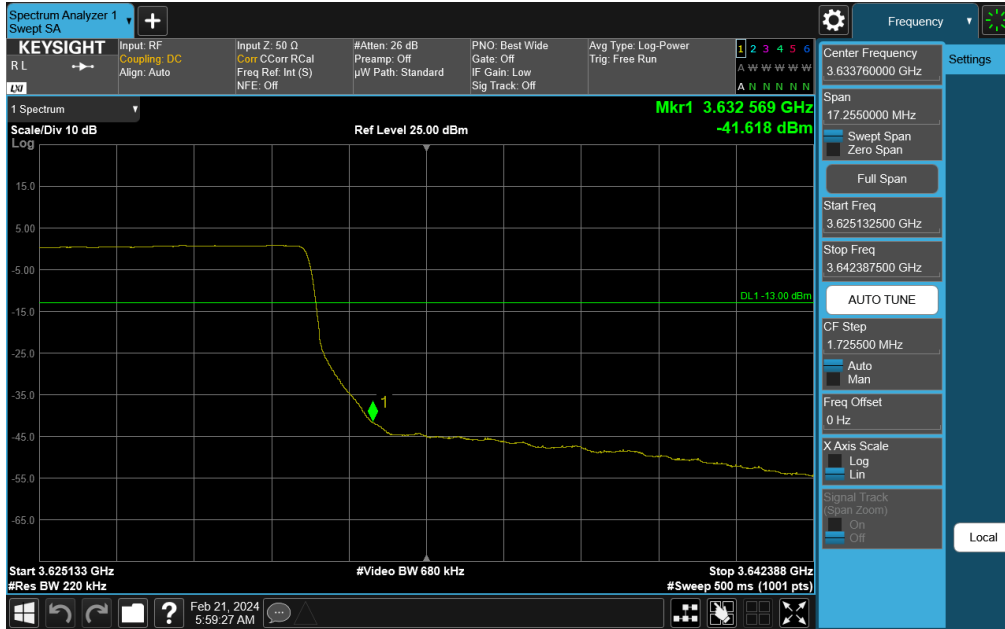 Spectrum Analyzer 1
Swept SA
Frequency
KEYSIGHT
R L
LXI
Input: RF
Coupling: DC
Align: Auto
Input Z: 50 Ω
Corr CCorr RCal
Freq Ref: Int (S)
NFE: Off
#Atten: 26 dB
Preamp: Off
µW Path: Standard
PNO: Best Wide
Gate: Off
IF Gain: Low
Sig Track: Off
Avg Type: Log-Power
Trig: Free Run
1 2 3 4 5 6
A W W W W W
A N N N N N
1 Spectrum
Scale/Div 10 dB
Log
Ref Level 25.00 dBm
Mkr1 3.632 569 GHz
-41.618 dBm
15.0
5.00
-5.00
-15.0
-25.0
-35.0
-45.0
-55.0
-65.0
DL1 -13.00 dBm
1
Start 3.625133 GHz
#Res BW 220 kHz
#Video BW 680 kHz
Stop 3.642388 GHz
#Sweep 500 ms (1001 pts)
Feb 21, 2024
5:59:27 AM
Center Frequency
3.633760000 GHz
Span
17.2550000 MHz
Swept Span
Zero Span
Full Span
Start Freq
3.625132500 GHz
Stop Freq
3.642387500 GHz
AUTO TUNE
CF Step
1.725500 MHz
Auto
Man
Freq Offset
0 Hz
X Axis Scale
Log
Lin
Signal Track
(Span Zoom)
On
Off
Settings
Local